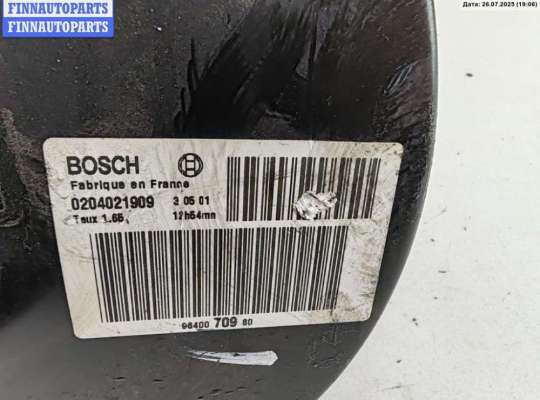 FINNAUTOPARTS
FINNAUTOPARTS
Дата: 26.07.2025 (19:06)
BOSCH
Fabrique en France
0204021909 3 05 01
Taux 1.65, 12h54mn
96400 709 80